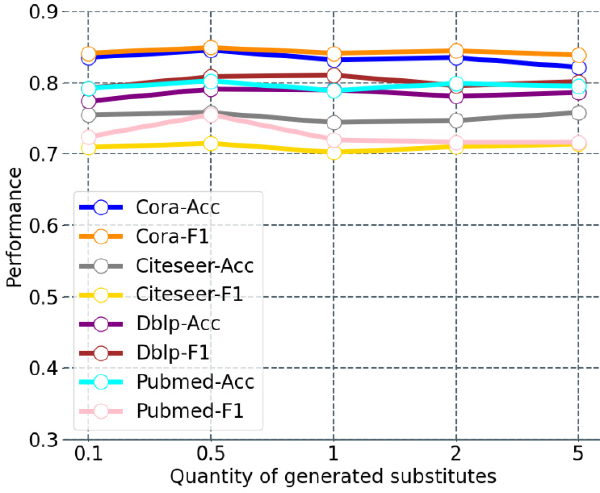 0.9
0.8
0.7
0.6
0.5
0.4
0.3
Performance
Cora-Acc
Cora-F1
Citeseer-Acc
Citeseer-F1
Dblp-Acc
Dblp-F1
Pubmed-Acc
Pubmed-F1
0.1 0.5 1 2 5
Quantity of generated substitutes